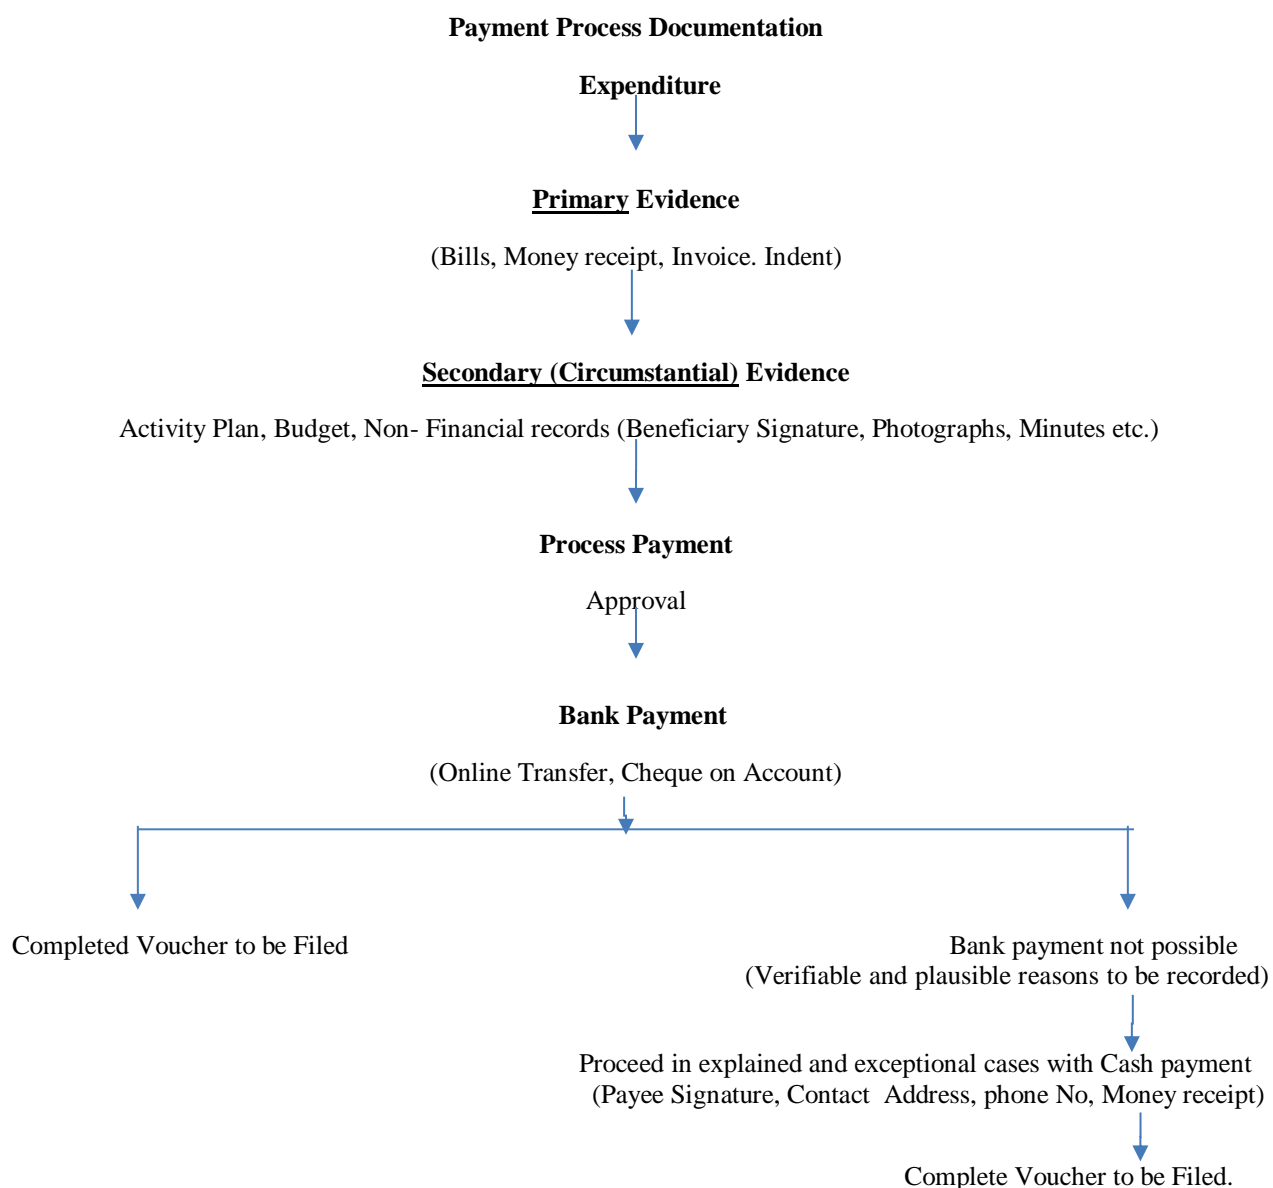 Payment Process Documentation
Expenditure
Primary Evidence
(Bills, Money receipt, Invoice. Indent)
Secondary (Circumstantial) Evidence
Activity Plan, Budget, Non- Financial records (Beneficiary Signature, Photographs, Minutes etc.)
Process Payment
Approval
Bank Payment
(Online Transfer, Cheque on Account)
Completed Voucher to be Filed
Bank payment not possible
(Verifiable and plausible reasons to be recorded)
Proceed in explained and exceptional cases with Cash payment
(Payee Signature, Contact Address, phone No, Money receipt)
Complete Voucher to be Filed.